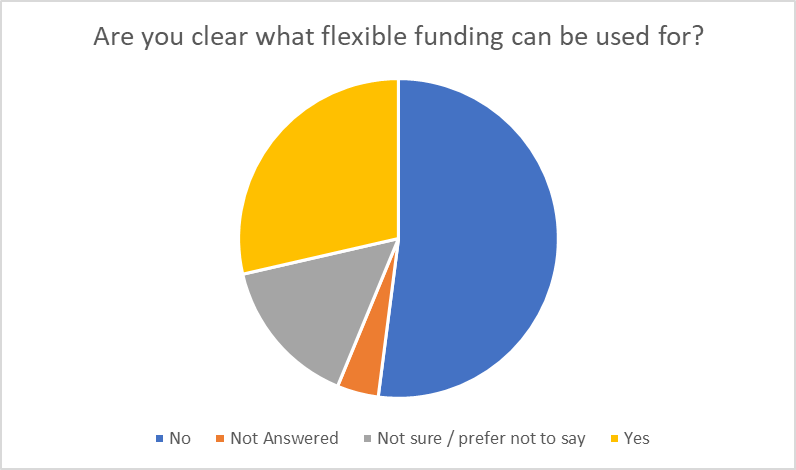 Are you clear what flexible funding can be used for?
No Not Answered Not sure / prefer not to say Yes